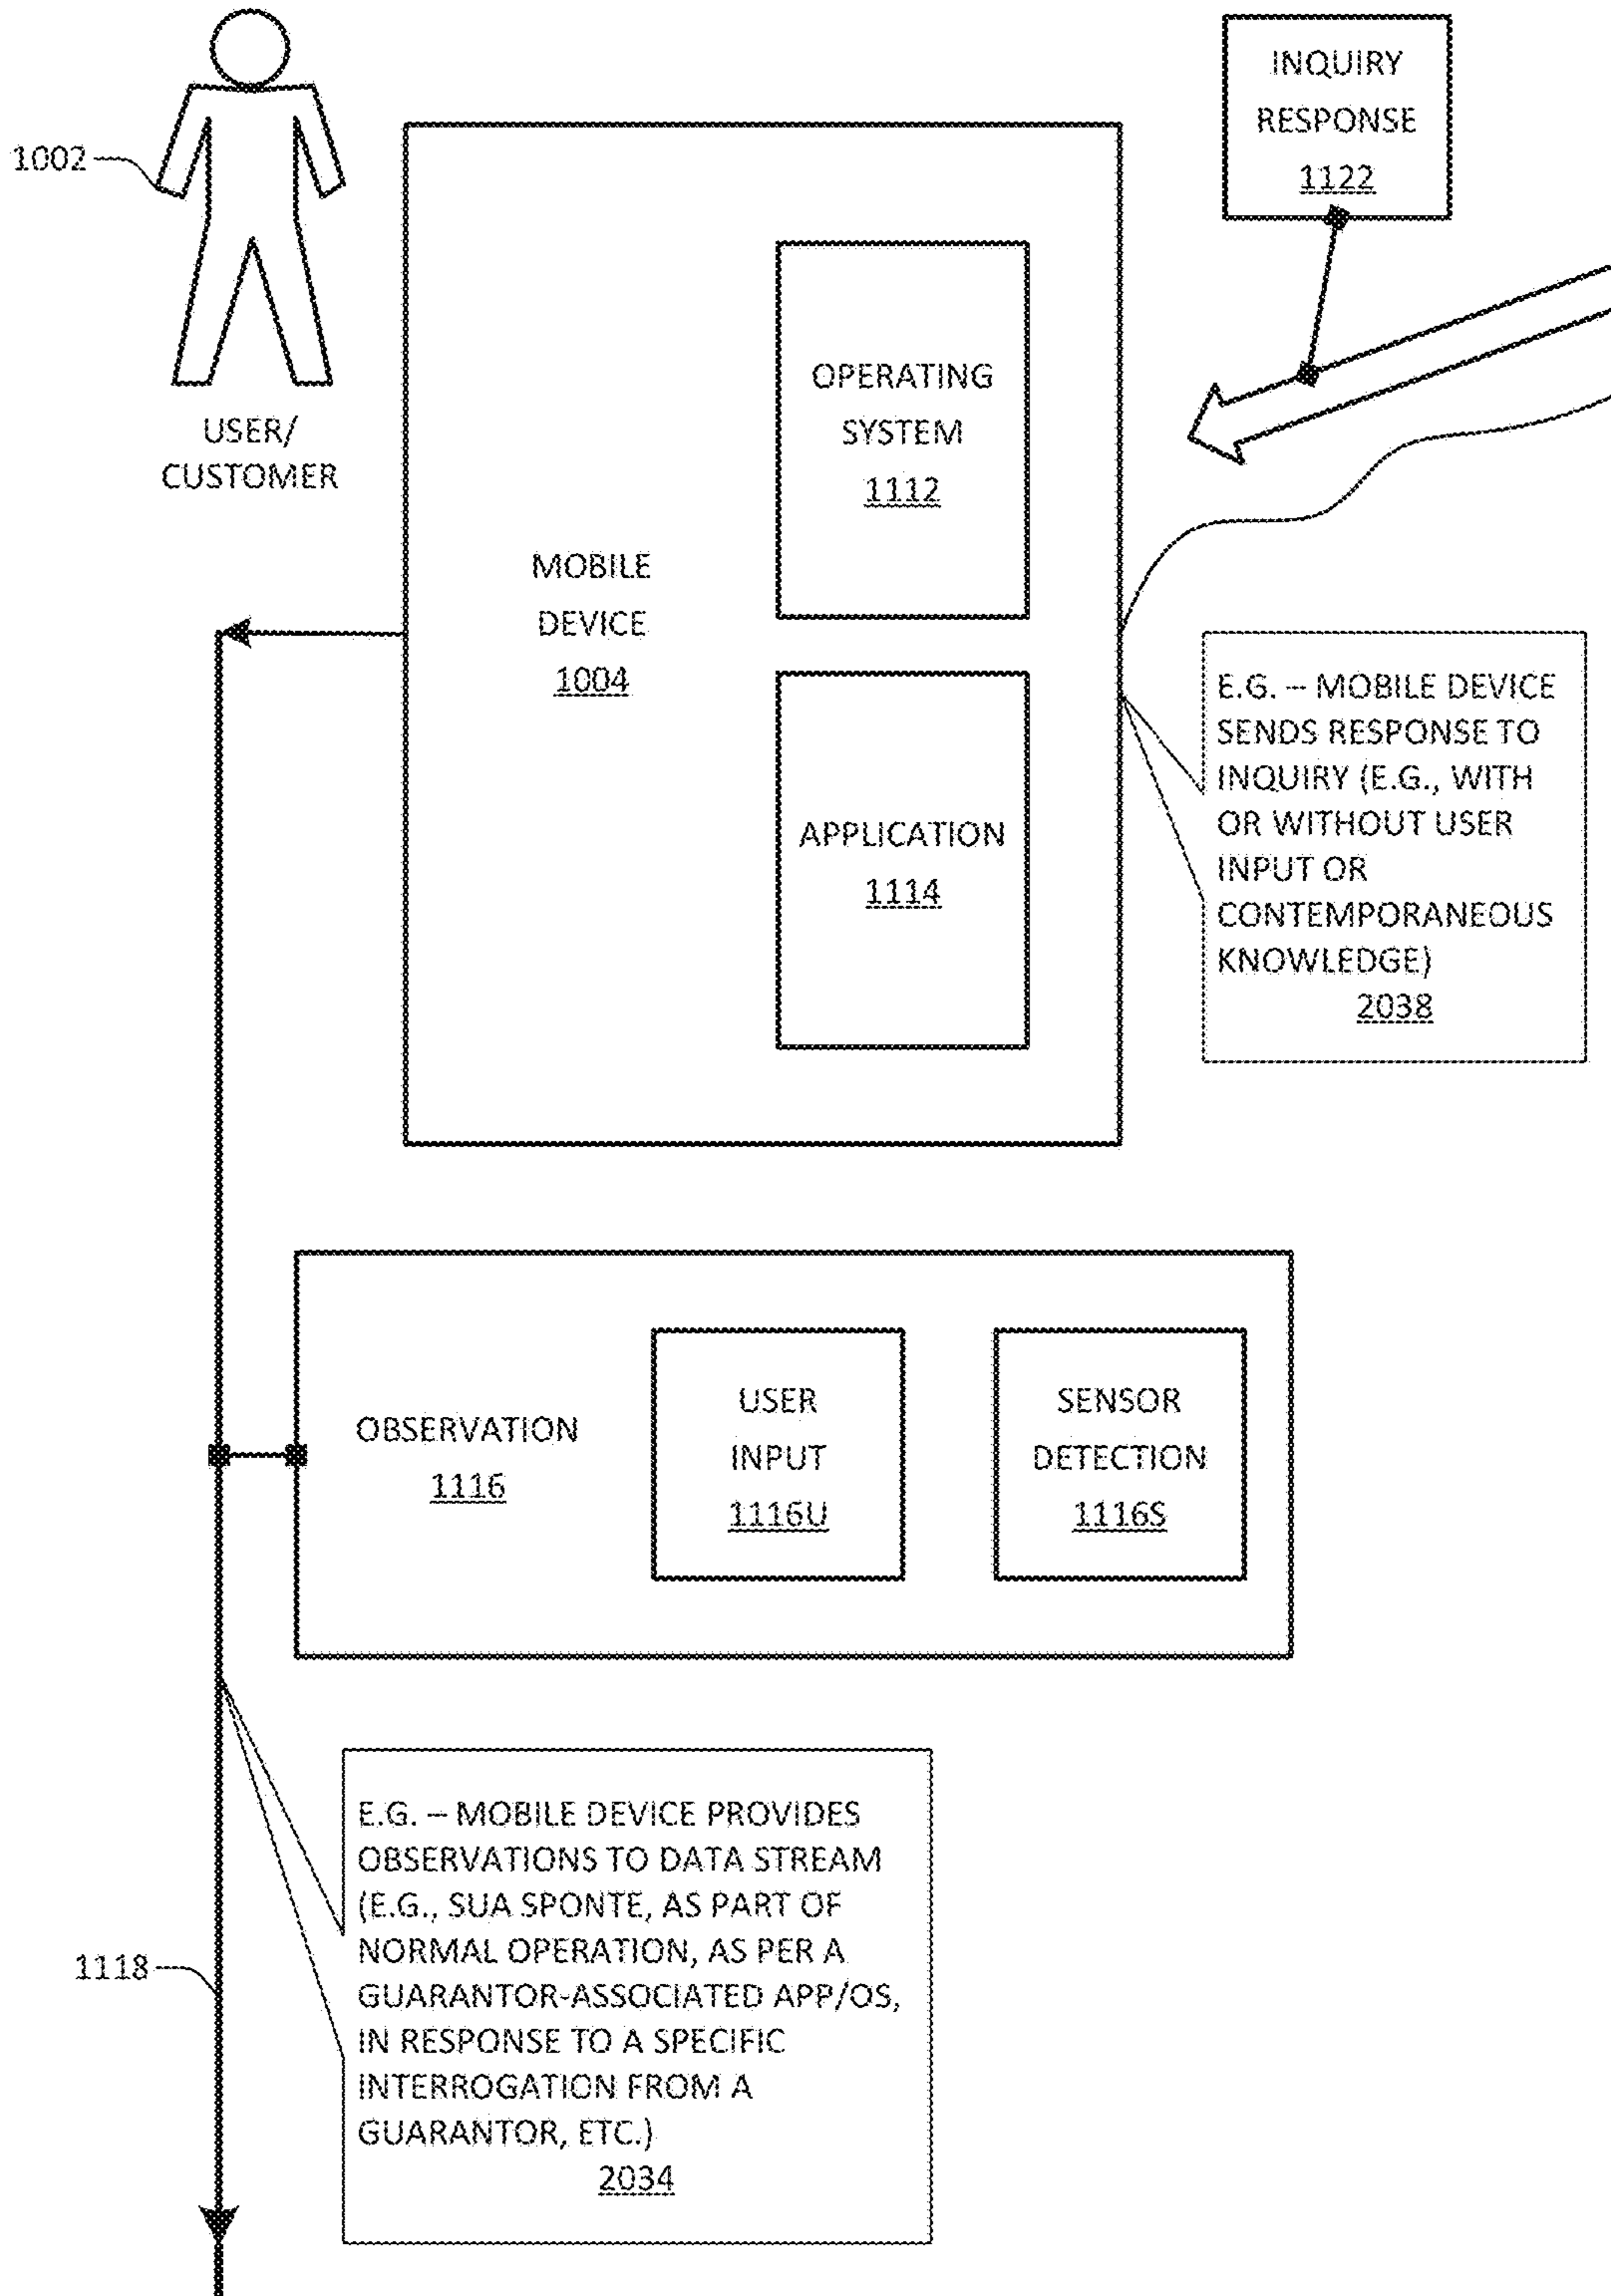 1002
USER/
CUSTOMER
INQUIRY
RESPONSE
1122
OPERATING
SYSTEM
1112
MOBILE
DEVICE
1004
APPLICATION
1114
E.G. – MOBILE DEVICE
SENDS RESPONSE TO
INQUIRY (E.G., WITH
OR WITHOUT USER
INPUT OR
CONTEMPORANEOUS
KNOWLEDGE)
2038
OBSERVATION
1116
USER
INPUT
1116U
SENSOR
DETECTION
1116S
E.G. – MOBILE DEVICE PROVIDES
OBSERVATIONS TO DATA STREAM
(E.G., SUA SPONTE, AS PART OF
NORMAL OPERATION, AS PER A
GUARANTOR-ASSOCIATED APP/OS,
IN RESPONSE TO A SPECIFIC
INTERROGATION FROM A
GUARANTOR, ETC.)
2034
1118